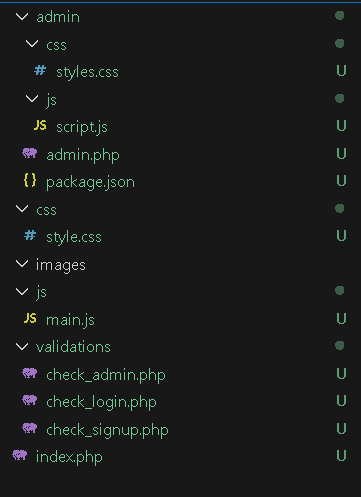 admin
css
# styles.css U
js
JS script.js U
admin.php U
{} package.json U
css
# style.css U
images
js
JS main.js U
validations
check_admin.php U
check_login.php U
check_signup.php U
index.php U